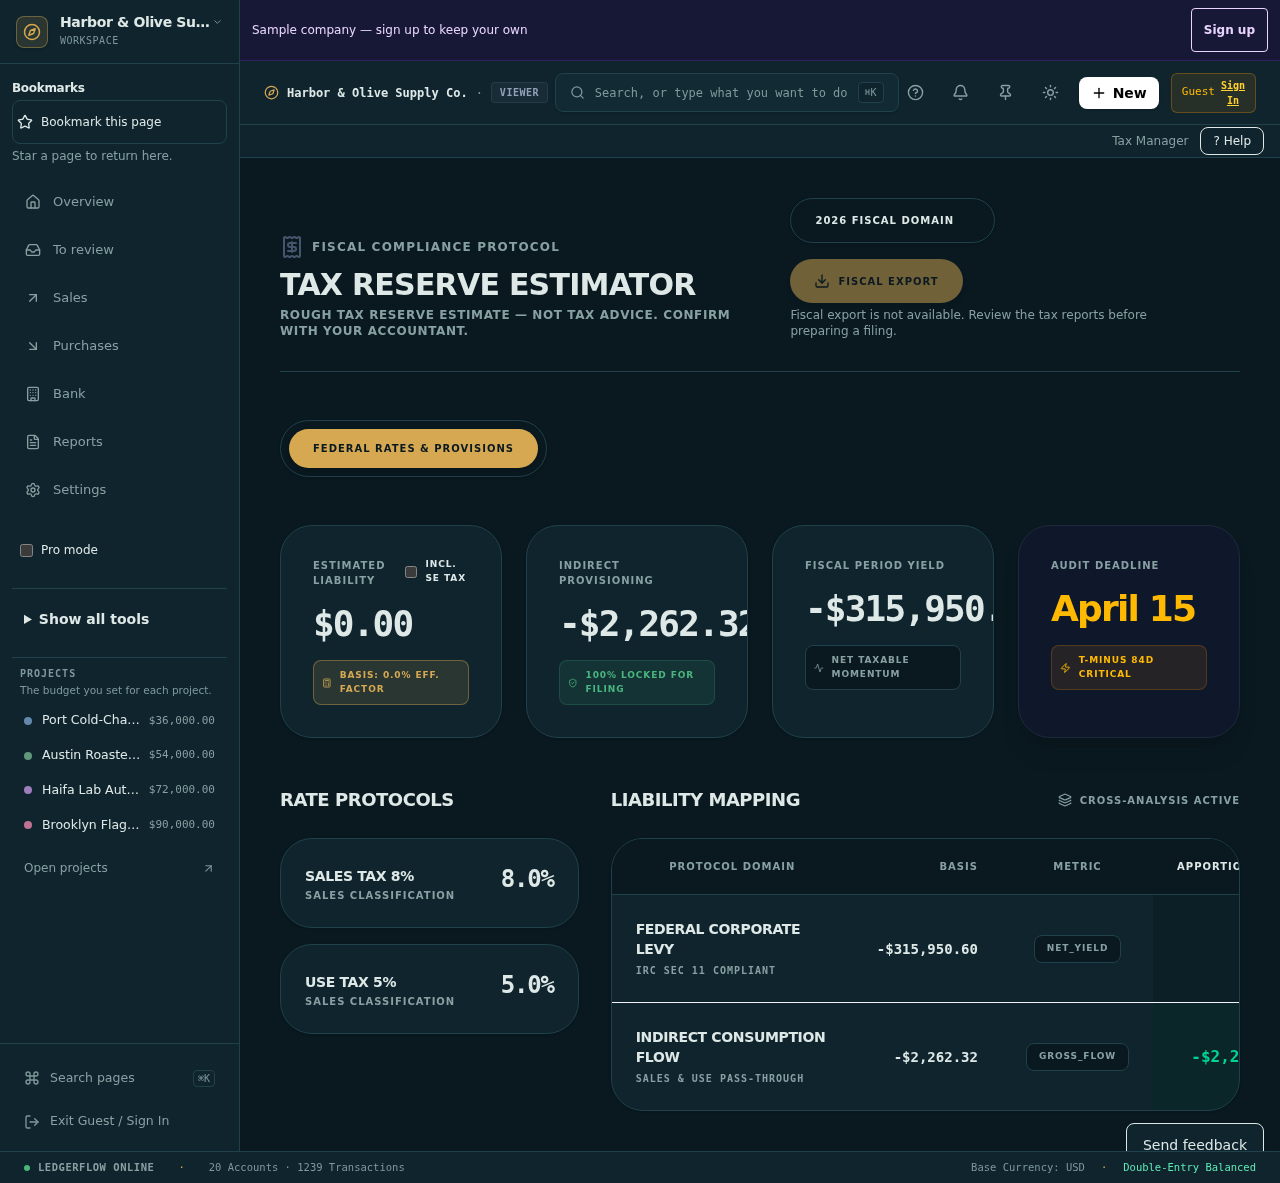 Harbor & Olive Su...
WORKSPACE
Bookmarks
Bookmark this page
Star a page to return here.
Overview
To review
Sales
Purchases
Bank
Reports
Settings
Pro mode
Show all tools
PROJECTS
The budget you set for each project.
Port Cold-Cha... $36,000.00
Austin Roaste... $54,000.00
Haifa Lab Aut... $72,000.00
Brooklyn Flag... $90,000.00
Open projects
Search pages ⌘K
Exit Guest / Sign In
Sample company — sign up to keep your own
Sign up
Harbor & Olive Supply Co. · VIEWER
Search, or type what you want to do ⌘K
New
Guest Sign
In
Tax Manager ? Help
FISCAL COMPLIANCE PROTOCOL
TAX RESERVE ESTIMATOR
ROUGH TAX RESERVE ESTIMATE — NOT TAX ADVICE. CONFIRM
WITH YOUR ACCOUNTANT.
2026 FISCAL DOMAIN
FISCAL EXPORT
Fiscal export is not available. Review the tax reports before
preparing a filing.
FEDERAL RATES & PROVISIONS
ESTIMATED
LIABILITY
INCL.
SE TAX
$0.00
BASIS: 0.0% EFF.
FACTOR
INDIRECT
PROVISIONING
-$2,262.32
100% LOCKED FOR
FILING
FISCAL PERIOD YIELD
-$315,950.
NET TAXABLE
MOMENTUM
AUDIT DEADLINE
April 15
T-MINUS 84D
CRITICAL
RATE PROTOCOLS
SALES TAX 8%
SALES CLASSIFICATION
8.0%
USE TAX 5%
SALES CLASSIFICATION
5.0%
LIABILITY MAPPING
CROSS-ANALYSIS ACTIVE
PROTOCOL DOMAIN BASIS METRIC APPORTIO
FEDERAL CORPORATE
LEVY
IRC SEC 11 COMPLIANT
-$315,950.60
NET_YIELD
INDIRECT CONSUMPTION
FLOW
SALES & USE PASS-THROUGH
-$2,262.32
GROSS_FLOW
-$2,2
Send feedback
LEDGERFLOW ONLINE · 20 Accounts · 1239 Transactions
Base Currency: USD · Double-Entry Balanced